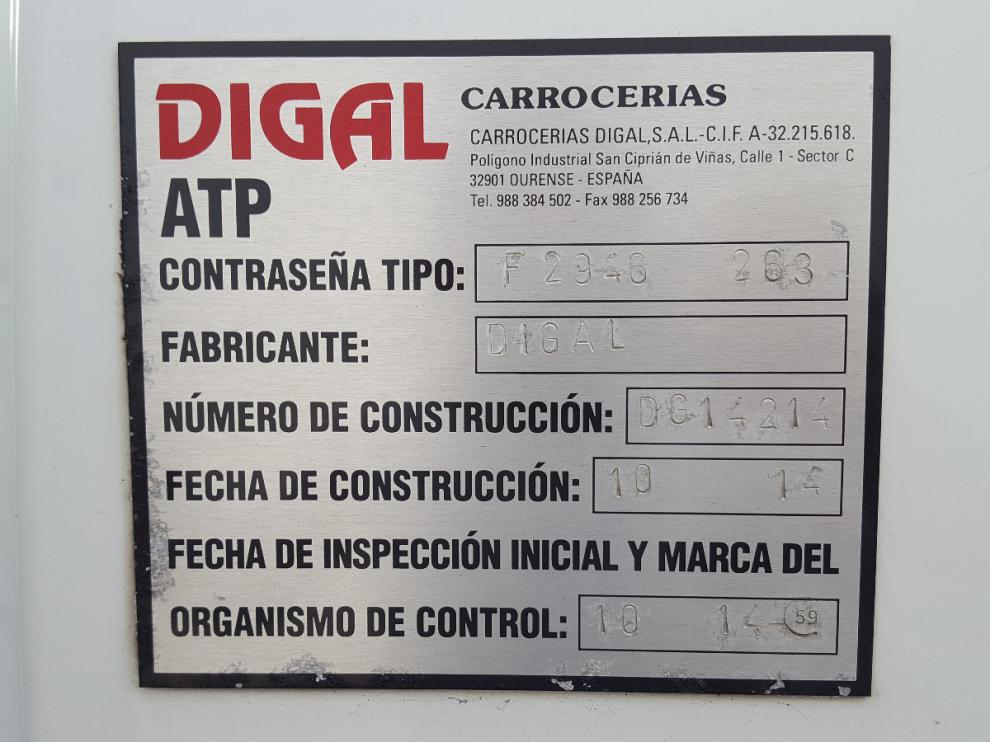 DIGAL CARROCERIAS
CARROCERIAS DIGAL,S.A.L.-C.I.F. A-32.215.618.
Polígono Industrial San Ciprián de Viñas, Calle 1 - Sector C
32901 OURENSE - ESPAÑA
Tel. 988 384 502 - Fax 988 256 734
ATP
CONTRASEÑA TIPO: F 2946 263
FABRICANTE: DIGAL
NÚMERO DE CONSTRUCCIÓN: DG14214
FECHA DE CONSTRUCCIÓN: 10 14
FECHA DE INSPECCIÓN INICIAL Y MARCA DEL
ORGANISMO DE CONTROL: 10 14 59